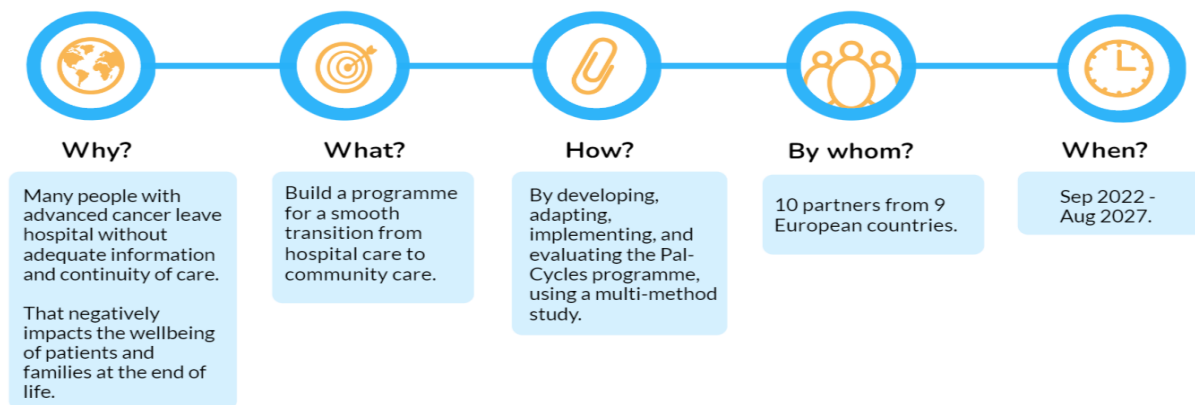 Why?
Many people with
advanced cancer leave
hospital without
adequate information
and continuity of care.
That negatively
impacts the wellbeing
of patients and
families at the end of
life.
What?
Build a programme
for a smooth
transition from
hospital care to
community care.
How?
By developing,
adapting,
implementing, and
evaluating the Pal-
Cycles programme,
using a multi-method
study.
By whom?
10 partners from 9
European countries.
When?
Sep 2022 -
Aug 2027.